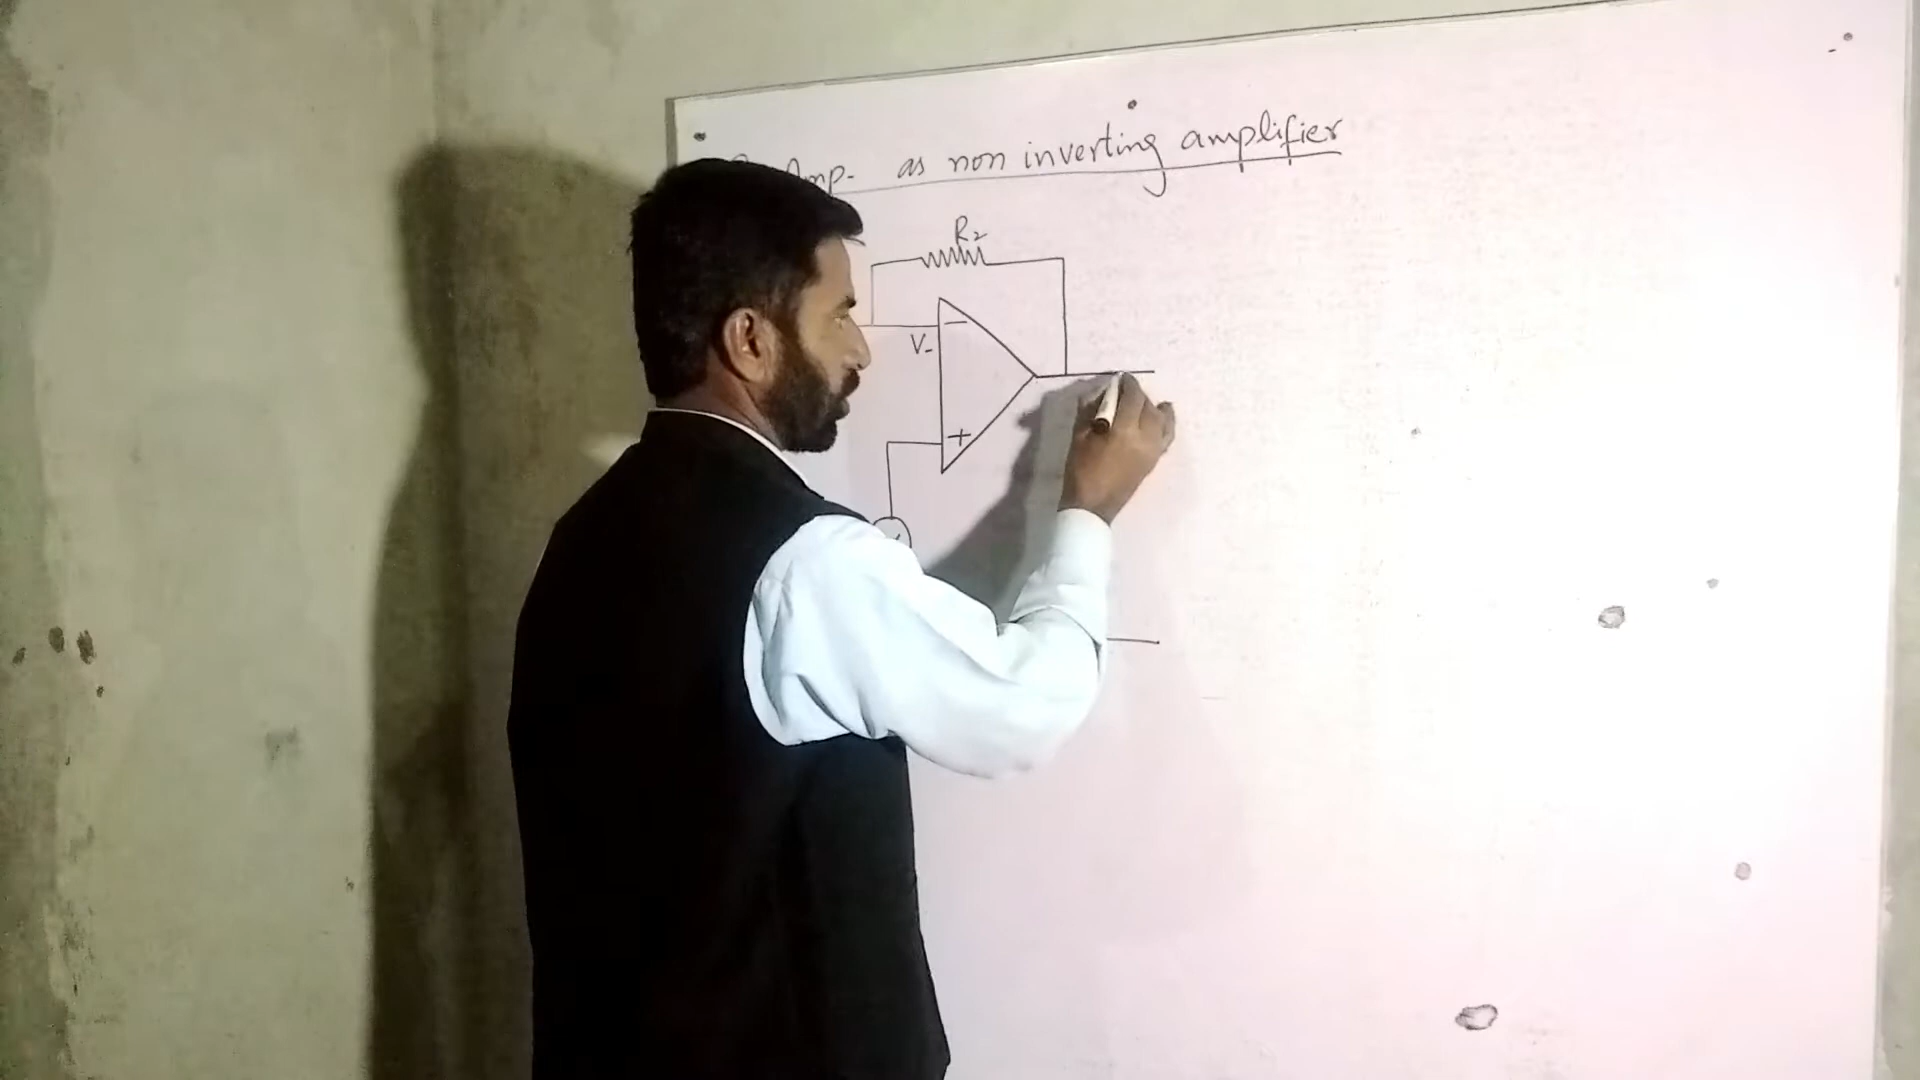 Amp- as non inverting amplifier
R2
V-
-
+